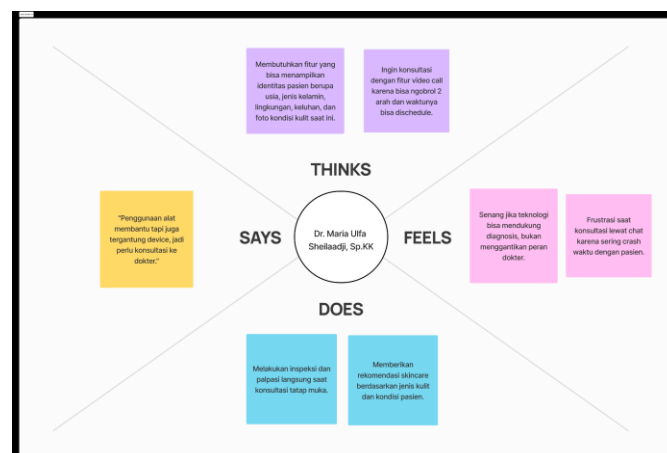 Membutuhkan fitur yang
bisa menampilkan
identitas pasien berupa
usia, jenis kelamin,
lingkungan, keluhan, dan
foto kondisi kulit saat ini.
Ingin konsultasi
dengan fitur video call
karena bisa ngobrol 2
arah dan waktunya
bisa dischedule.
THINKS
"Penggunaan alat
membantu tapi juga
tergantung device, jadi
perlu konsultasi ke
dokter."
SAYS
Dr. Maria Ulfa
Sheilaadji, Sp.KK
FEELS
Senang jika teknologi
bisa mendukung
diagnosis, bukan
menggantikan peran
dokter.
Frustrasi saat
konsultasi lewat chat
karena sering crash
waktu dengan pasien.
DOES
Melakukan inspeksi dan
palpasi langsung saat
konsultasi tatap muka.
Memberikan
rekomendasi skincare
berdasarkan jenis kulit
dan kondisi pasien.